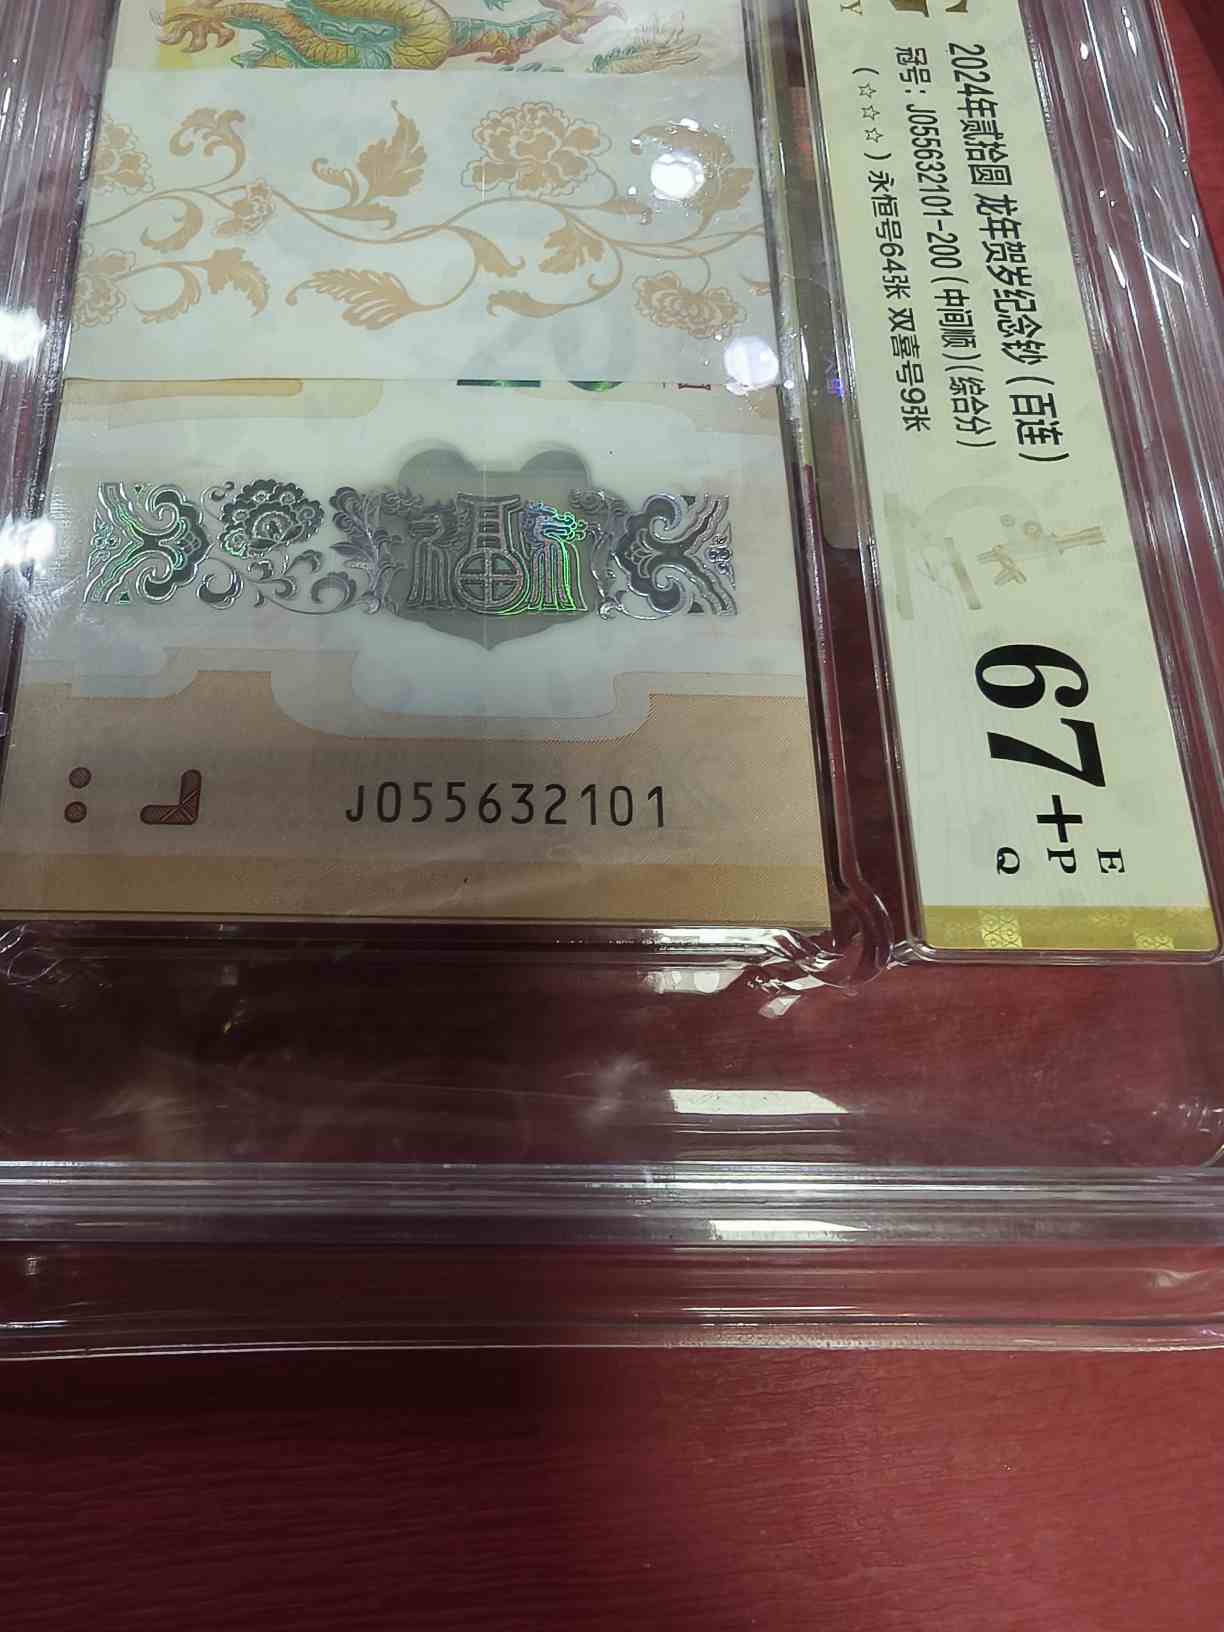 2024年贰拾圆 龙年贺岁纪念钞（百连）
冠号：J055632101-200（中间顺）（综合分）
（☆☆☆）永恒号64张 双喜号9张
67+
E
P
Q
J055632101
20